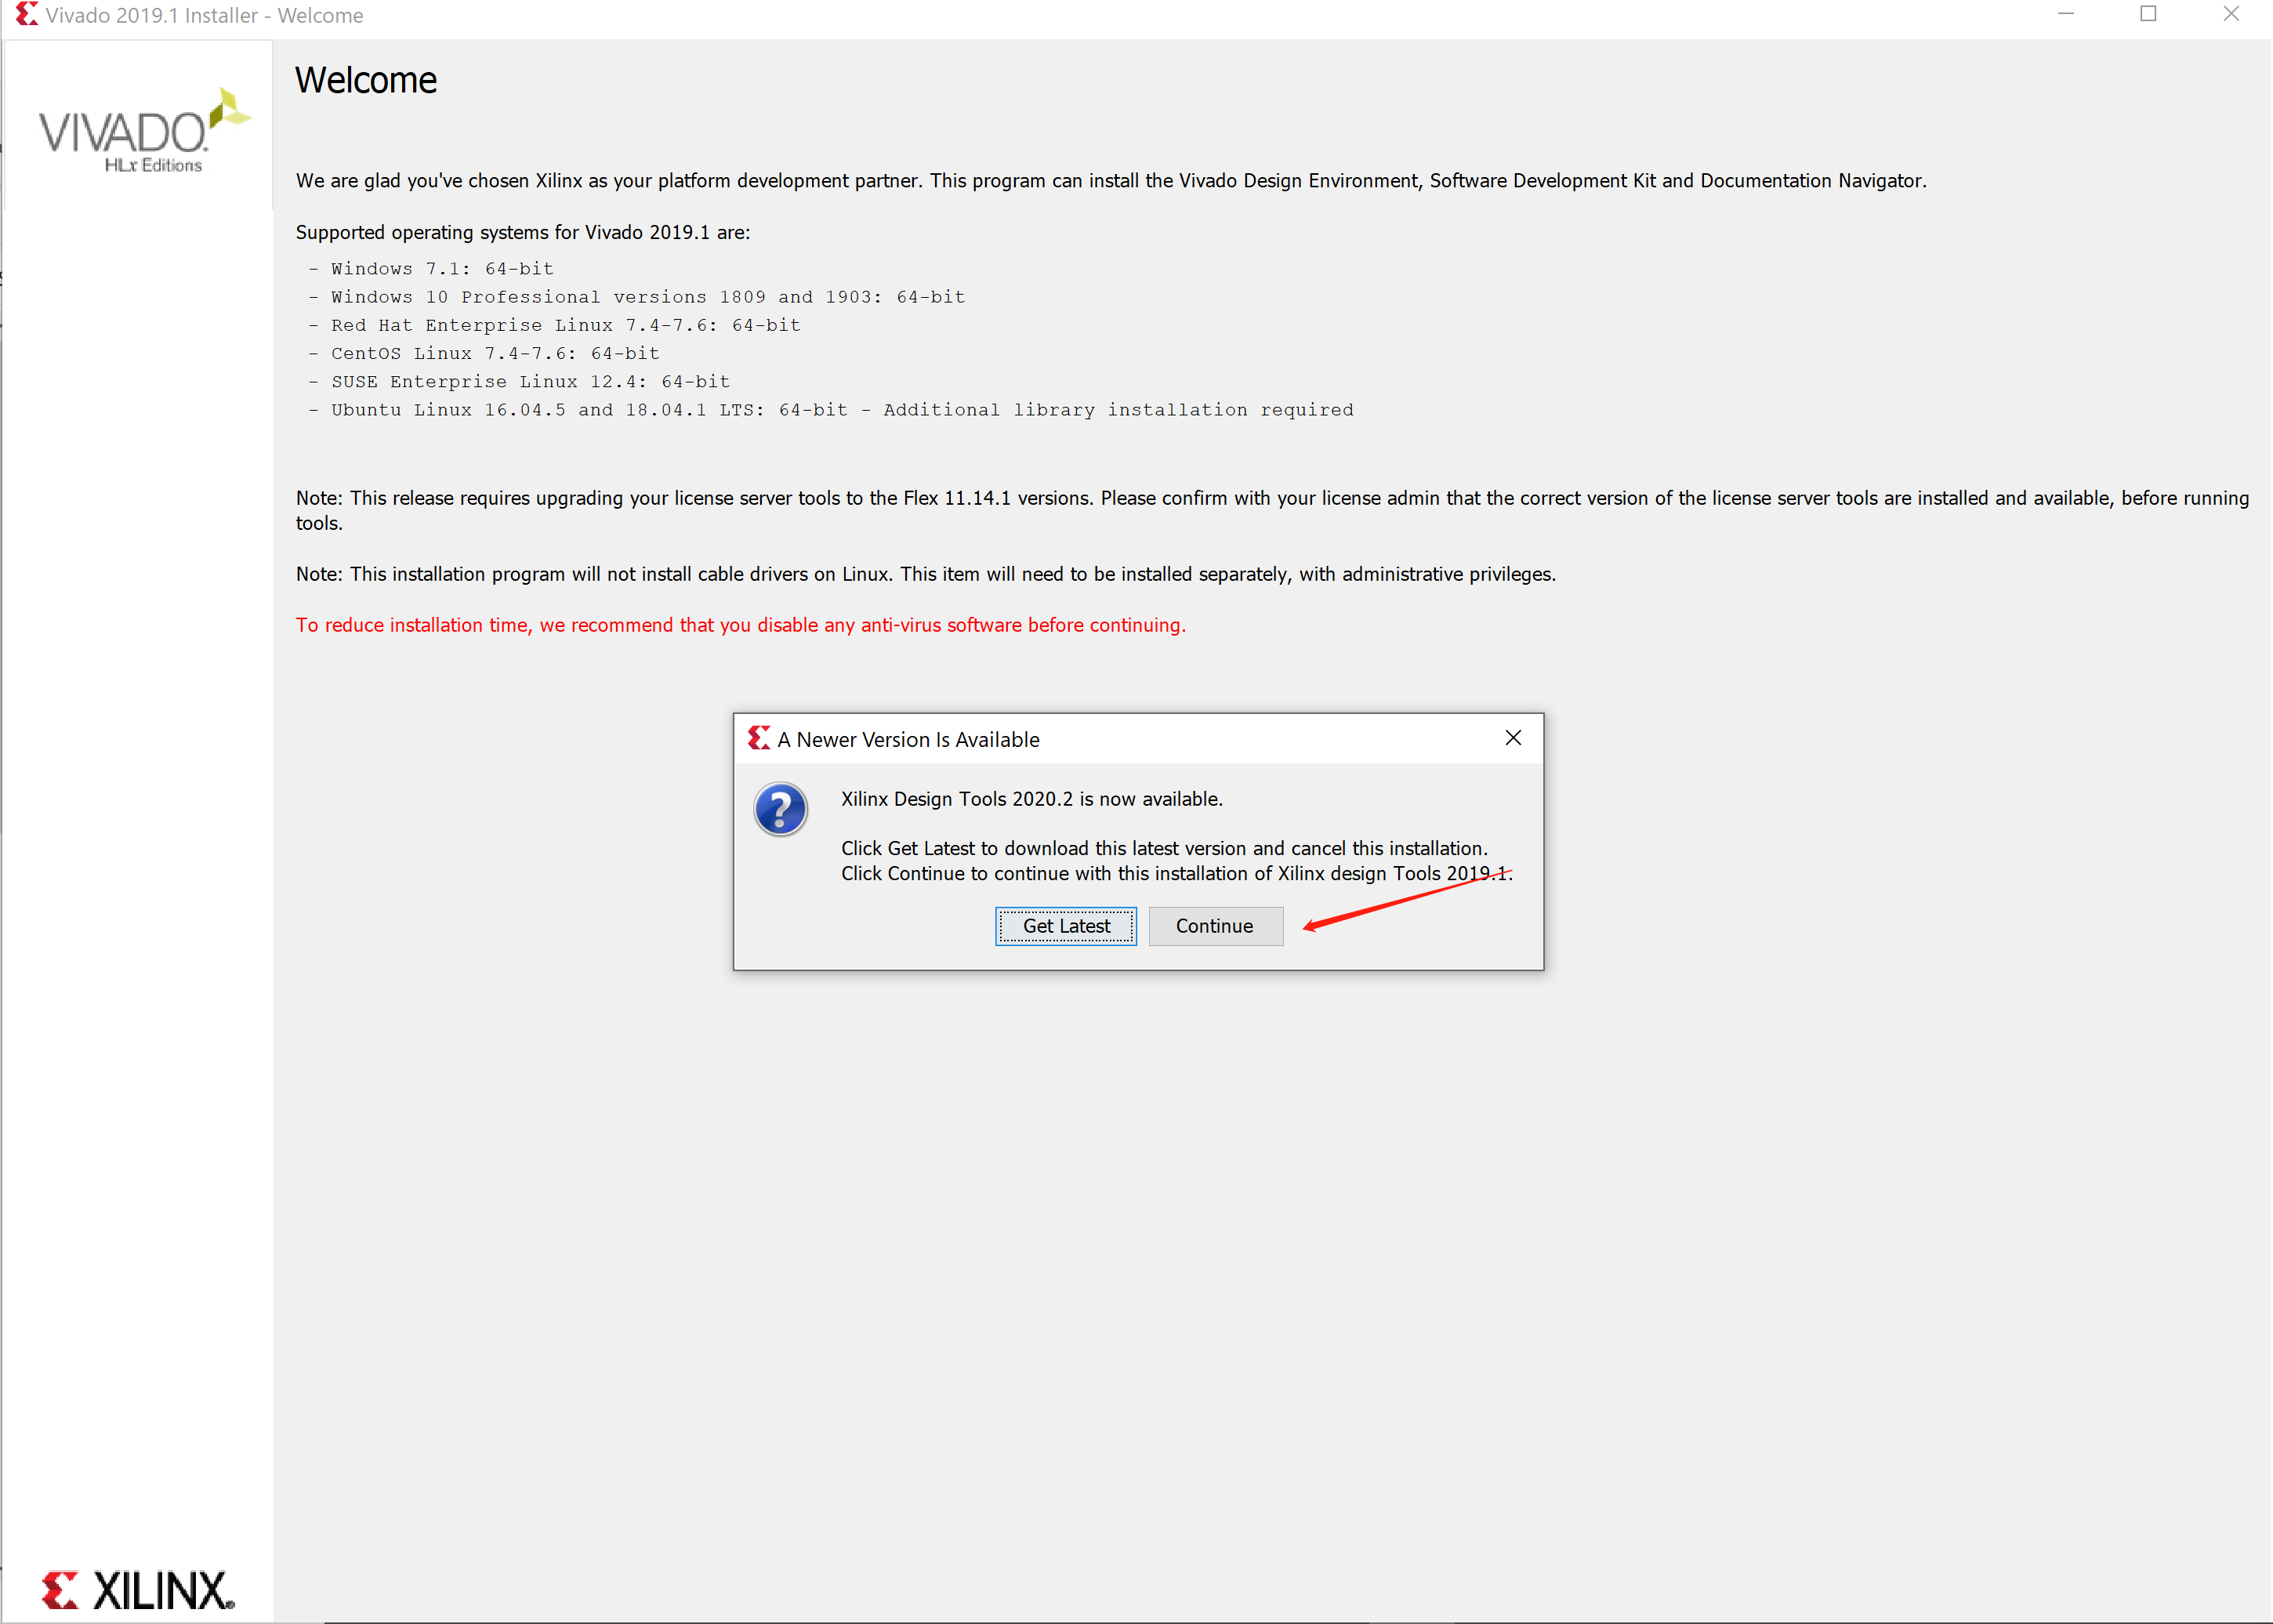 Vivado 2019.1 Installer - Welcome
VIVADO.
HLx Editions
Welcome
We are glad you've chosen Xilinx as your platform development partner. This program can install the Vivado Design Environment, Software Development Kit and Documentation Navigator.
Supported operating systems for Vivado 2019.1 are:
- Windows 7.1: 64-bit
- Windows 10 Professional versions 1809 and 1903: 64-bit
- Red Hat Enterprise Linux 7.4-7.6: 64-bit
- CentOS Linux 7.4-7.6: 64-bit
- SUSE Enterprise Linux 12.4: 64-bit
- Ubuntu Linux 16.04.5 and 18.04.1 LTS: 64-bit - Additional library installation required
Note: This release requires upgrading your license server tools to the Flex 11.14.1 versions. Please confirm with your license admin that the correct version of the license server tools are installed and available, before running
tools.
Note: This installation program will not install cable drivers on Linux. This item will need to be installed separately, with administrative privileges.
To reduce installation time, we recommend that you disable any anti-virus software before continuing.
A Newer Version Is Available
Xilinx Design Tools 2020.2 is now available.
Click Get Latest to download this latest version and cancel this installation.
Click Continue to continue with this installation of Xilinx design Tools 2019.1.
Get Latest
Continue
XILINX